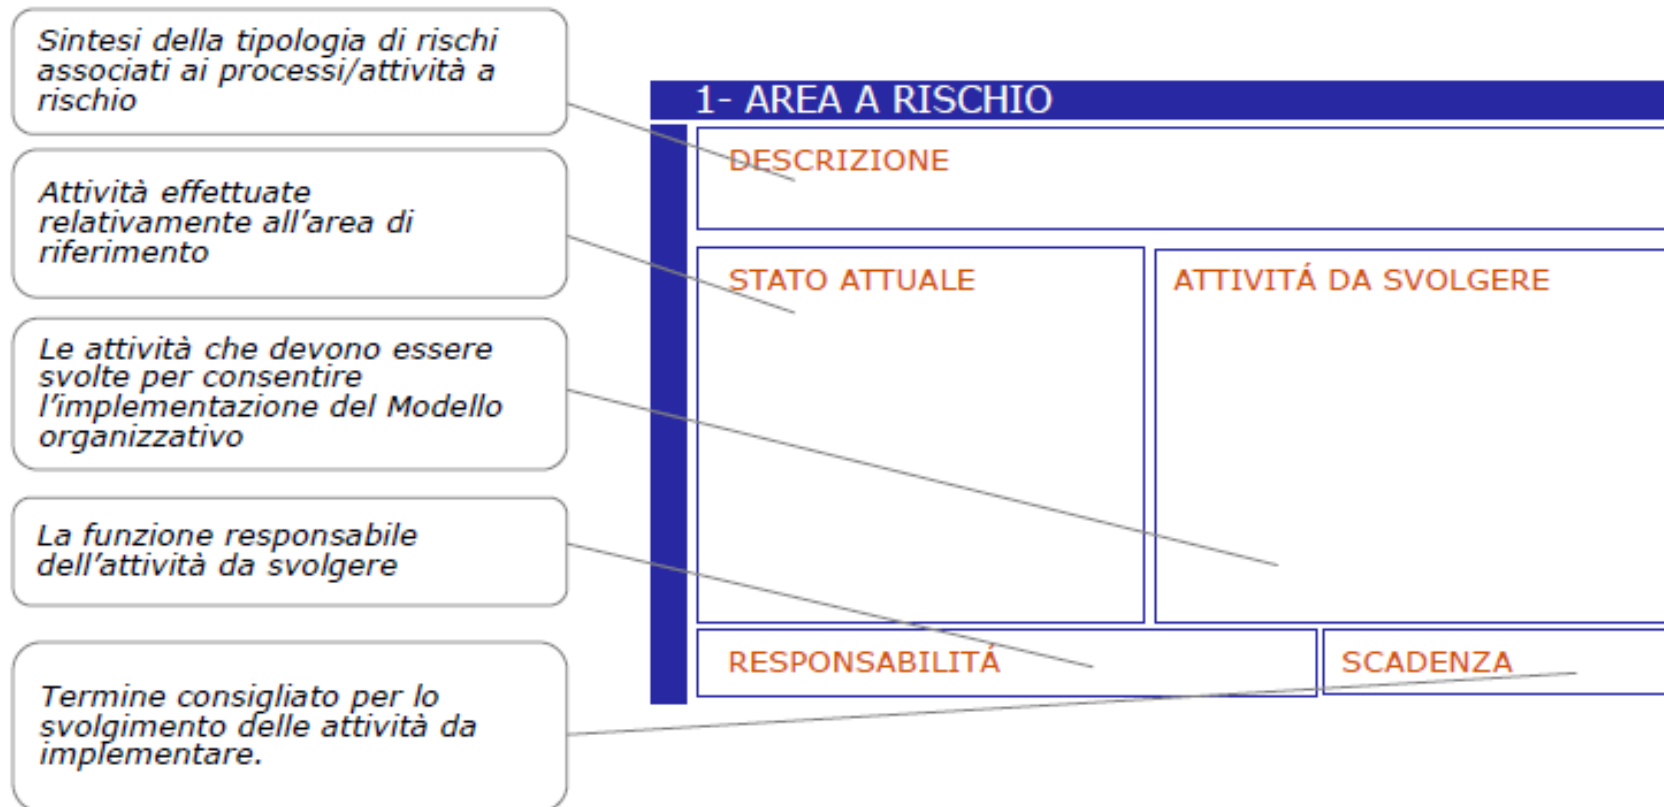 Sintesi della tipologia di rischi
associati ai processi/attività a
rischio
Attività effettuate
relativamente all’area di
riferimento
Le attività che devono essere
svolte per consentire
l’implementazione del Modello
organizzativo
La funzione responsabile
dell’attività da svolgere
Termine consigliato per lo
svolgimento delle attività da
implementare.
1- AREA A RISCHIO
DESCRIZIONE
STATO ATTUALE
ATTIVITÁ DA SVOLGERE
RESPONSABILITÁ
SCADENZA